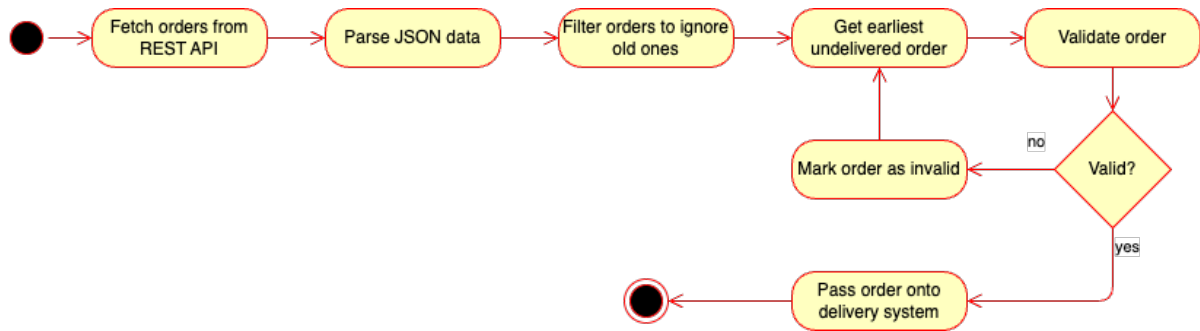 Fetch orders from
REST API
Parse JSON data
Filter orders to ignore
old ones
Get earliest
undelivered order
Validate order
no
Mark order as invalid
Valid?
yes
Pass order onto
delivery system